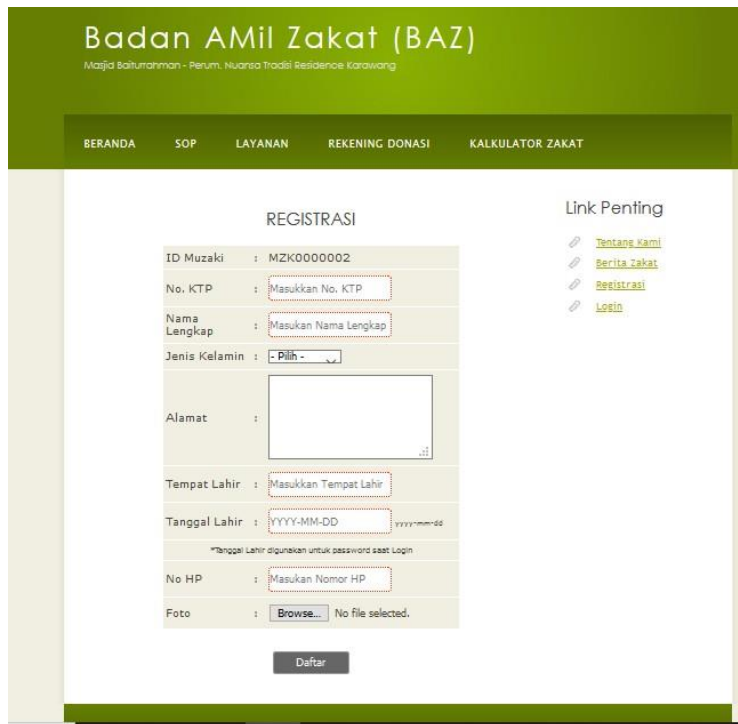 Badan AMil Zakat (BAZ)
Masjid Baiturrahman - Perum. Nuansa Tradisi Residence Karawang
BERANDA SOP LAYANAN REKENING DONASI KALKULATOR ZAKAT
REGISTRASI
ID Muzaki : MZK0000002
No. KTP : Masukkan No. KTP
Nama Lengkap : Masukan Nama Lengkap
Jenis Kelamin : - Pilih -
Alamat :
Tempat Lahir : Masukkan Tempat Lahir
Tanggal Lahir : YYYY-MM-DD yyyy-mm-dd
*Tanggal Lahir digunakan untuk password saat Login
No HP : Masukan Nomor HP
Foto : Browse... No file selected.
Daftar
Link Penting
Tentang Kami
Berita Zakat
Registrasi
Login